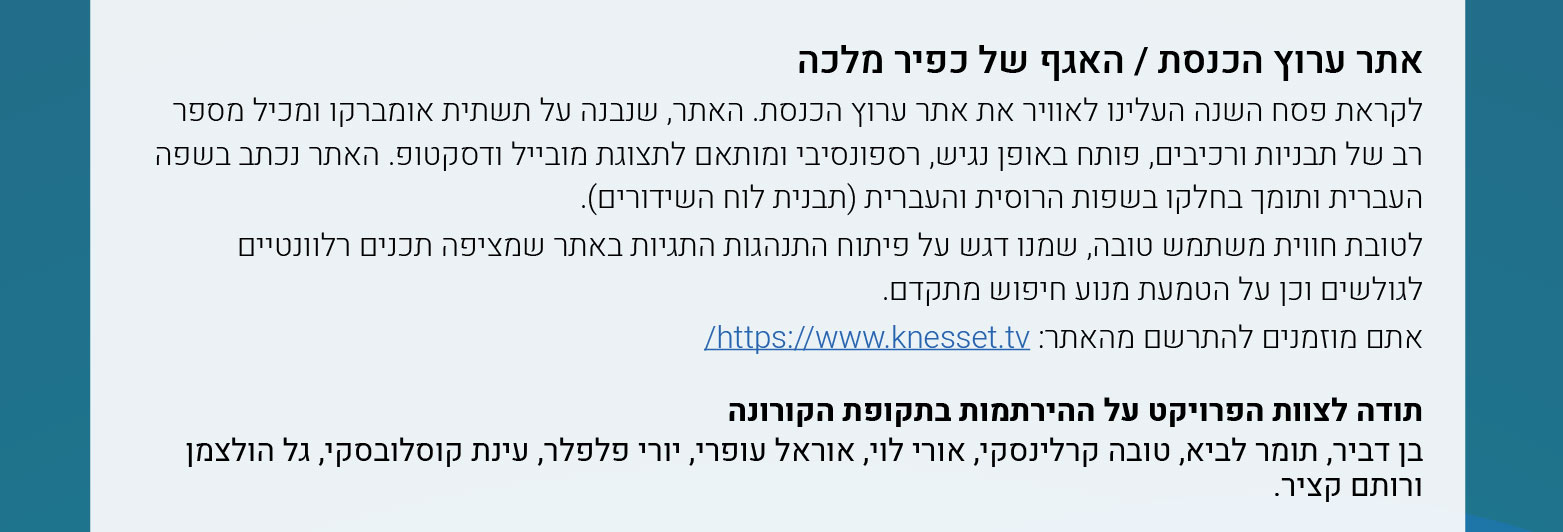 אתר ערוץ הכנסת / האגף של כפיר מלכה
לקראת פסח השנה העלינו לאוויר את אתר ערוץ הכנסת. האתר, שנבנה על תשתית אומברקו ומכיל מספר
רב של תבניות ורכיבים, פותח באופן נגיש, רספונסיבי ומותאם לתצוגת מובייל ודסקטופ. האתר נכתב בשפה
העברית ותומך בחלקו בשפות הרוסית והעברית (תבנית לוח השידורים).
לטובת חווית משתמש טובה, שמנו דגש על פיתוח התנהגות התגיות באתר שמציפה תכנים רלוונטיים
לגולשים וכן על הטמעת מנוע חיפוש מתקדם.
אתם מוזמנים להתרשם מהאתר: https://www.knesset.tv/
תודה לצוות הפרויקט על ההירתמות בתקופת הקורונה
בן דביר, תומר לביא, טובה קרלינסקי, אורי לוי, אוראל עופרי, יורי פלפלר, עינת קוסלובסקי, גל הולצמן
ורותם קציר.